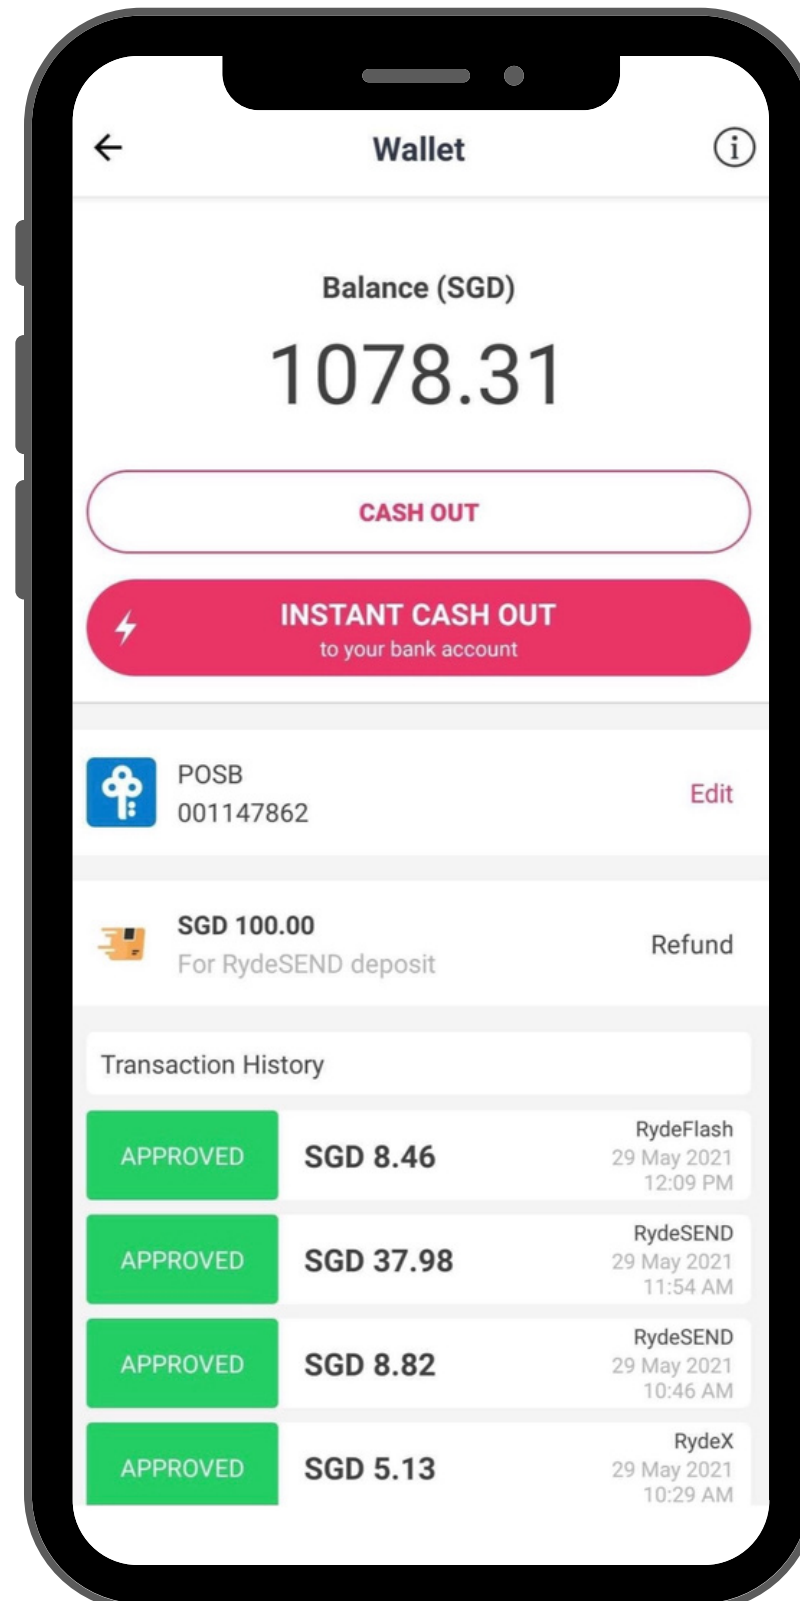 Wallet
Balance (SGD)
1078.31
CASH OUT
INSTANT CASH OUT
to your bank account
POSB
001147862
Edit
SGD 100.00
For RydeSEND deposit
Refund
Transaction History
APPROVED
SGD 8.46
RydeFlash
29 May 2021
12:09 PM
APPROVED
SGD 37.98
RydeSEND
29 May 2021
11:54 AM
APPROVED
SGD 8.82
RydeSEND
29 May 2021
10:46 AM
APPROVED
SGD 5.13
RydeX
29 May 2021
10:29 AM